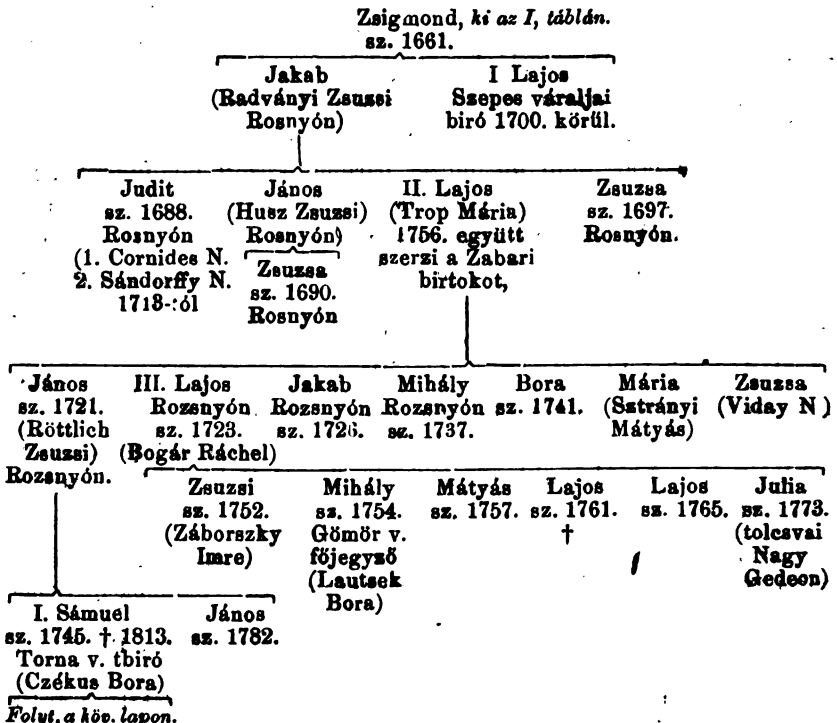 Zsigmond, ki az I, táblán.
sz. 1661.
Jakab I Lajos
(Radványi Zsuzsi Szepes váraljai
Rosnyón) biró 1700. körül.
Judit János II. Lajos Zsuzsa
sz. 1688. (Husz Zsuzsi) (Trop Mária) sz. 1697.
Rosnyón Rosnyón) 1756. együtt Rosnyón.
(1. Cornides N. Zsuzsa szerzi a Zabari
2. Sándorffy N. sz. 1690. birtokot,
1718-:ól Rosnyón
János III. Lajos Jakab Mihály Bora Mária Zsuzsa
sz. 1721. Rozsnyón Rozsnyón Rozsnyón sz. 1741. (Sztrányi (Viday N)
(Röttlich sz. 1723. sz. 1726. sz. 1737. Mátyás)
Zsuzsi) (Bogár Ráchel)
Rozsnyón.
Zsuzsi Mihály Mátyás Lajos Lajos Julia
sz. 1752. sz. 1754. sz. 1757. sz. 1761. sz. 1765. sz. 1773.
(Záborszky Gömör v. † (tolcsvai
Imre) főjegyző Nagy
(Lautsek Gedeon)
Bora)
I. Sámuel János
sz. 1745. † 1813. sz. 1782.
Torna v. tbiró
(Czékus Bora)
Folyt. a köv. lapon.